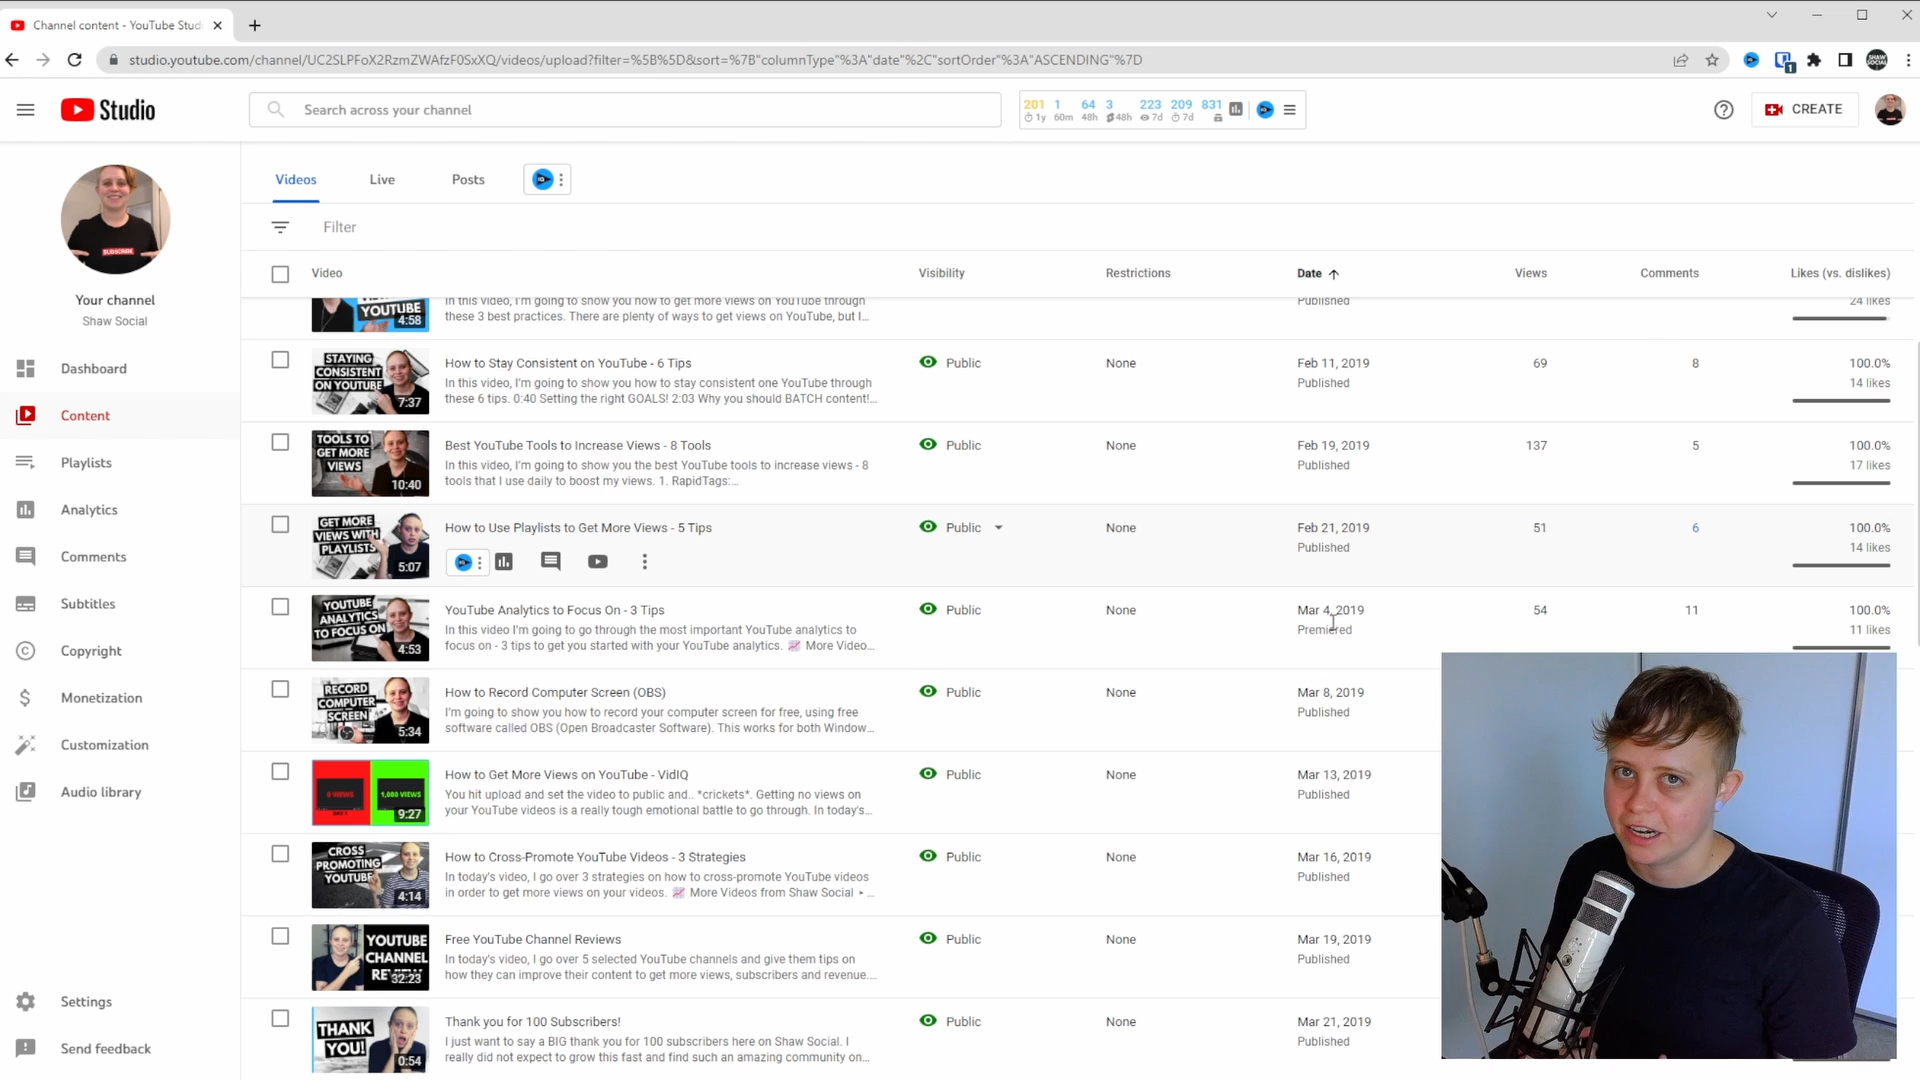 Channel content - YouTube Studi
studio.youtube.com/channel/UC2SLPFoX2RzmZWAfzF0SxXQ/videos/upload?filter=%5B%5D&sort=%7B"columnType"%3A"date"%2C"sortOrder"%3A"ASCENDING"%7D
1
SHAW SOCIAL
Studio
Search across your channel
201 1 64 3 223 209 831
1y 60m 48h 48h 7d 7d
CREATE
SUBSCRIBE
Your channel
Shaw Social
Dashboard
Content
Playlists
Analytics
Comments
Subtitles
Copyright
Monetization
Customization
Audio library
Settings
Send feedback
Videos Live Posts
Filter
Video Visibility Restrictions Date Views Comments Likes (vs. dislikes)
YOUTUBE
4:58
In this video, I'm going to show you how to get more views on YouTube through
these 3 best practices. There are plenty of ways to get views on YouTube, but I...
Published
24 likes
STAYING
CONSISTENT
ON YOUTUBE
7:37
How to Stay Consistent on YouTube - 6 Tips
In this video, I'm going to show you how to stay consistent one YouTube through
these 6 tips. 0:40 Setting the right GOALS! 2:03 Why you should BATCH content!...
Public None Feb 11, 2019 69 8 100.0%
Published 14 likes
TOOLS TO
GET MORE
VIEWS
10:40
Best YouTube Tools to Increase Views - 8 Tools
In this video, I'm going to show you the best YouTube tools to increase views - 8
tools that I use daily to boost my views. 1. RapidTags:...
Public None Feb 19, 2019 137 5 100.0%
Published 17 likes
GET MORE
VIEWS WITH
PLAYLISTS
5:07
How to Use Playlists to Get More Views - 5 Tips
Public None Feb 21, 2019 51 6 100.0%
Published 14 likes
YOUTUBE
ANALYTICS
TO FOCUS ON
4:53
YouTube Analytics to Focus On - 3 Tips
In this video I'm going to go through the most important YouTube analytics to
focus on - 3 tips to get you started with your YouTube analytics. 📈 More Video...
Public None Mar 4, 2019 54 11 100.0%
Premiered 11 likes
RECORD
COMPUTER
SCREEN
5:34
How to Record Computer Screen (OBS)
I'm going to show you how to record your computer screen for free, using free
software called OBS (Open Broadcaster Software). This works for both Window...
Public None Mar 8, 2019
Published
0 VIEWS
1,000 VIEWS
DAY 1
9:27
How to Get More Views on YouTube - VidIQ
You hit upload and set the video to public and.. *crickets*. Getting no views on
your YouTube videos is a really tough emotional battle to go through. In today's...
Public None Mar 13, 2019
Published
CROSS
PROMOTING
YOUTUBE
4:14
How to Cross-Promote YouTube Videos - 3 Strategies
In today's video, I go over 3 strategies on how to cross-promote YouTube videos
in order to get more views on your videos. 📈 More Videos from Shaw Social ▸ ...
Public None Mar 16, 2019
Published
YOUTUBE
CHANNEL
REVIEW
32:23
Free YouTube Channel Reviews
In today's video, I go over 5 selected YouTube channels and give them tips on
how they can improve their content to get more views, subscribers and revenue....
Public None Mar 19, 2019
Published
THANK
YOU!
0:54
Thank you for 100 Subscribers!
I just want to say a BIG thank you for 100 subscribers here on Shaw Social. I
really did not expect to grow this fast and find such an amazing community on...
Public None Mar 21, 2019
Published